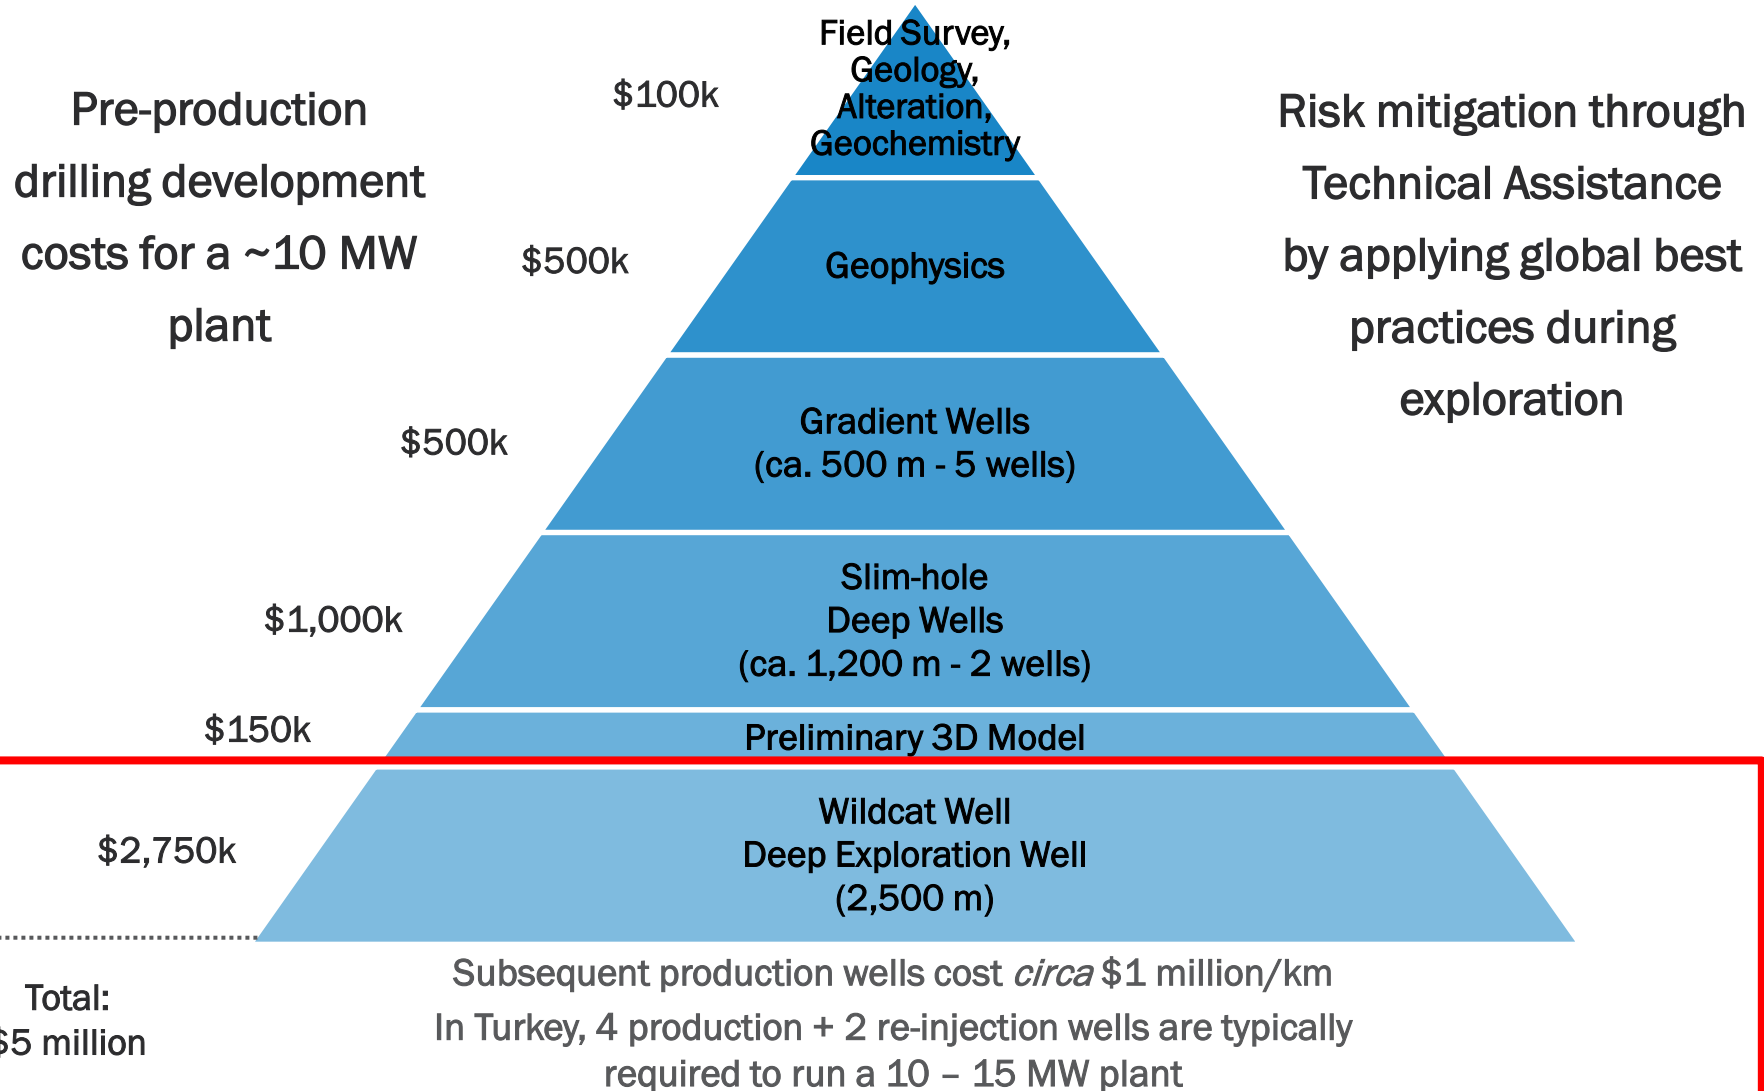 Pre-production
drilling development
costs for a ~10 MW
plant
Risk mitigation through
Technical Assistance
by applying global best
practices during
exploration
$100k
Field Survey,
Geology,
Alteration,
Geochemistry
$500k
Geophysics
$500k
Gradient Wells
(ca. 500 m - 5 wells)
$1,000k
Slim-hole
Deep Wells
(ca. 1,200 m - 2 wells)
$150k
Preliminary 3D Model
$2,750k
Wildcat Well
Deep Exploration Well
(2,500 m)
Total:
$5 million
Subsequent production wells cost circa $1 million/km
In Turkey, 4 production + 2 re-injection wells are typically
required to run a 10 – 15 MW plant